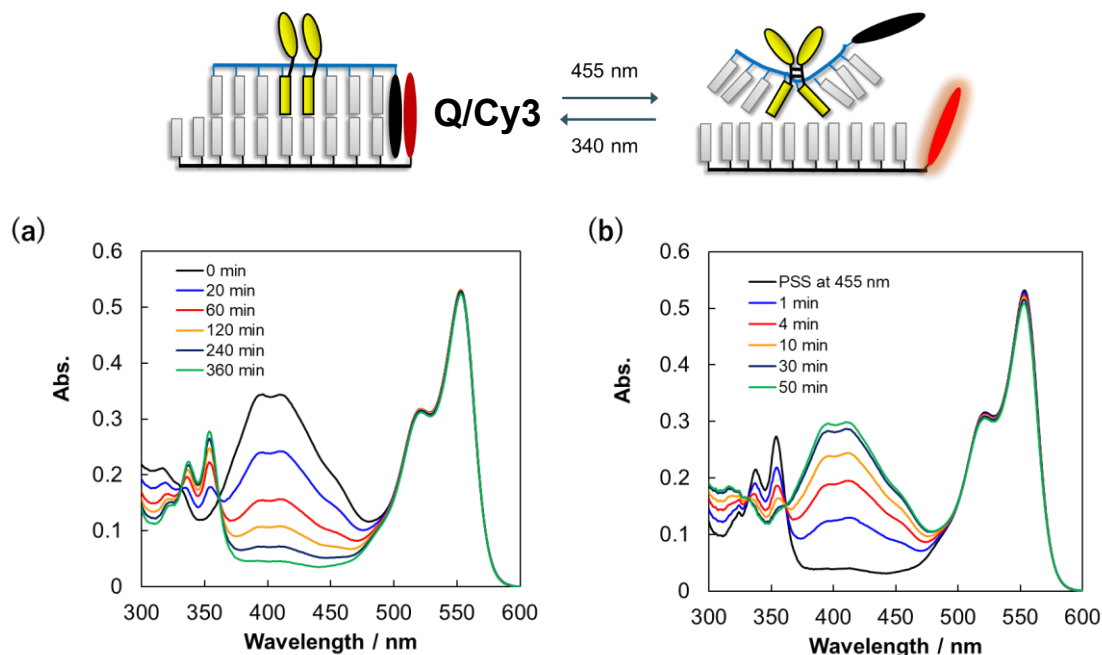 Q/Cy3
455 nm
340 nm
(a)
0.6
0.5
0.4
0.3
0.2
0.1
0
Abs.
0 min
20 min
60 min
120 min
240 min
360 min
300 350 400 450 500 550 600
Wavelength / nm
(b)
0.6
0.5
0.4
0.3
0.2
0.1
0
Abs.
PSS at 455 nm
1 min
4 min
10 min
30 min
50 min
300 350 400 450 500 550 600
Wavelength / nm